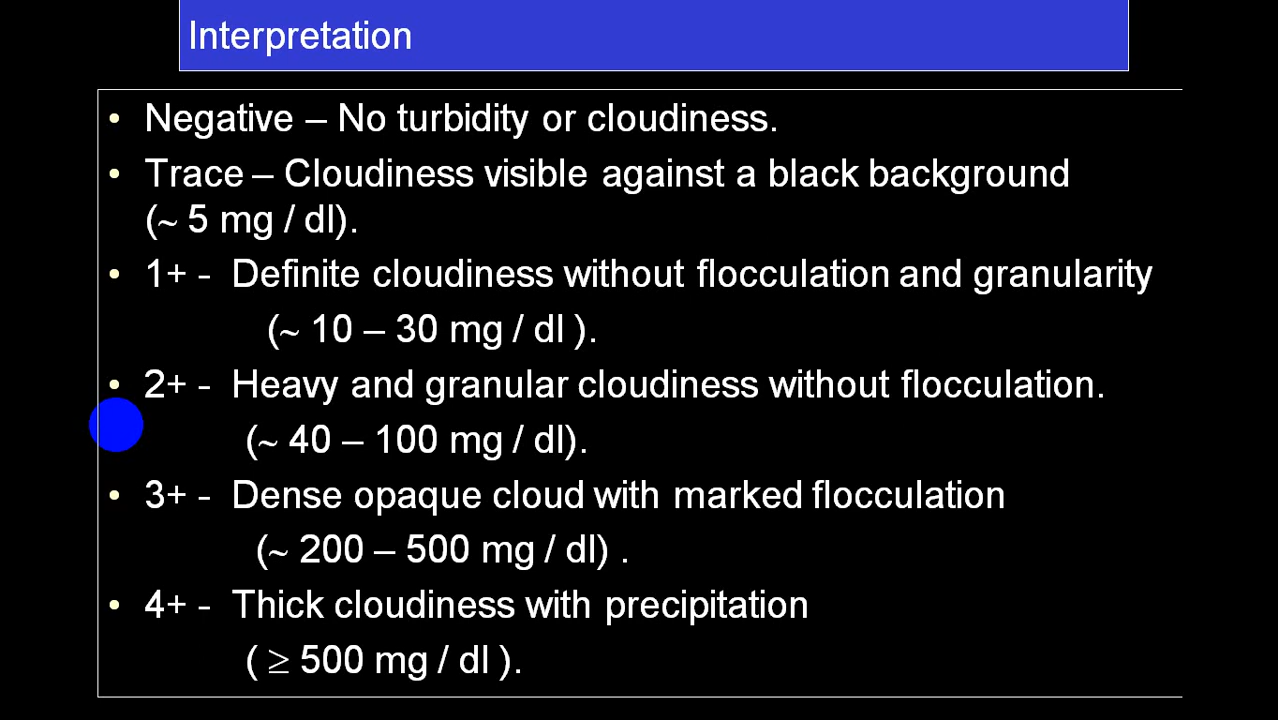 Interpretation
• Negative – No turbidity or cloudiness.
• Trace – Cloudiness visible against a black background
(~ 5 mg / dl).
• 1+ - Definite cloudiness without flocculation and granularity
(~ 10 – 30 mg / dl ).
• 2+ - Heavy and granular cloudiness without flocculation.
(~ 40 – 100 mg / dl).
• 3+ - Dense opaque cloud with marked flocculation
(~ 200 – 500 mg / dl) .
• 4+ - Thick cloudiness with precipitation
( ≥ 500 mg / dl ).